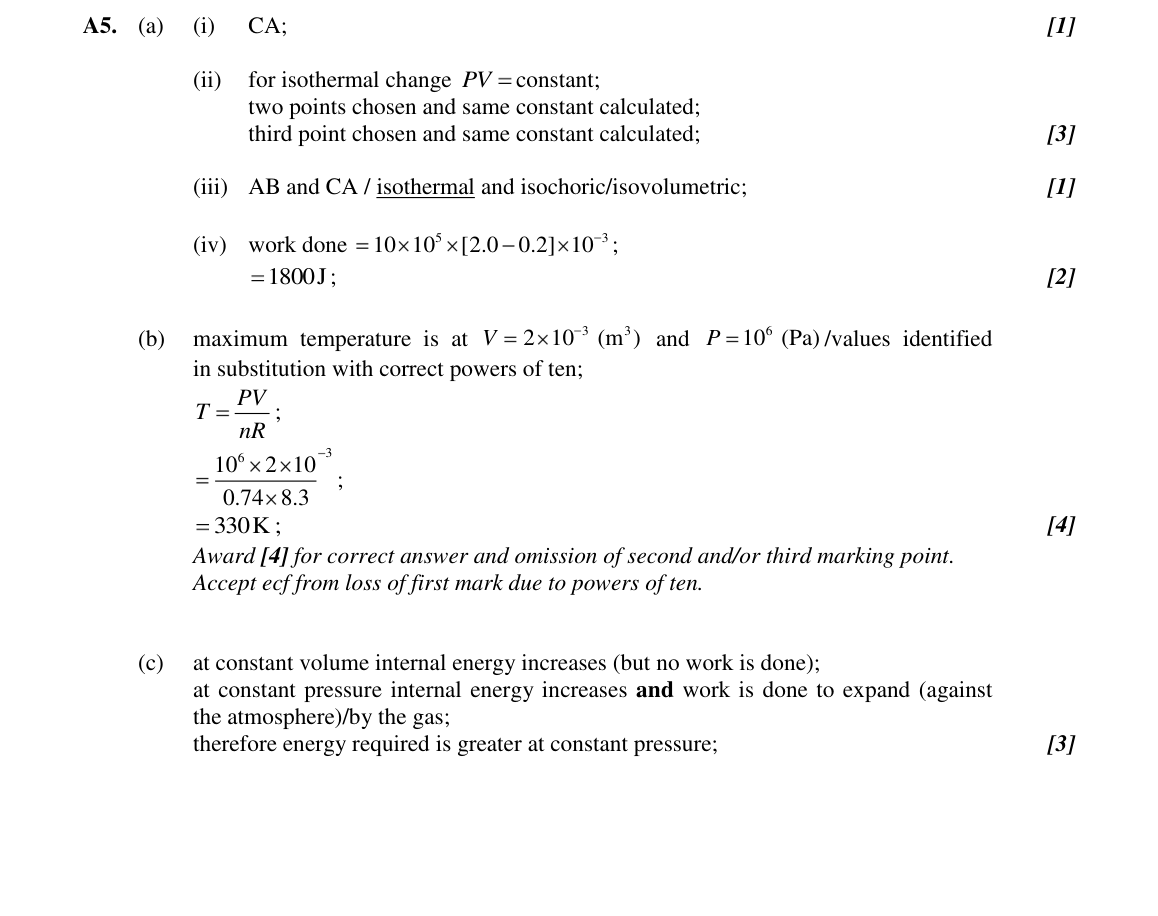 A5. (a) (i) CA; [1]
(ii) for isothermal change PV = constant;
two points chosen and same constant calculated;
third point chosen and same constant calculated; [3]
(iii) AB and CA / isothermal and isochoric/isovolumetric; [1]
(iv) work done = 10×10⁵×[2.0−0.2]×10⁻³;
= 1800J; [2]
(b) maximum temperature is at V = 2×10⁻³ (m³) and P = 10⁶ (Pa)/values identified
in substitution with correct powers of ten;
T = PV/nR;
= 10⁶×2×10⁻³/0.74×8.3;
= 330K; [4]
Award [4] for correct answer and omission of second and/or third marking point.
Accept ecf from loss of first mark due to powers of ten.
(c) at constant volume internal energy increases (but no work is done);
at constant pressure internal energy increases and work is done to expand (against
the atmosphere)/by the gas;
therefore energy required is greater at constant pressure; [3]